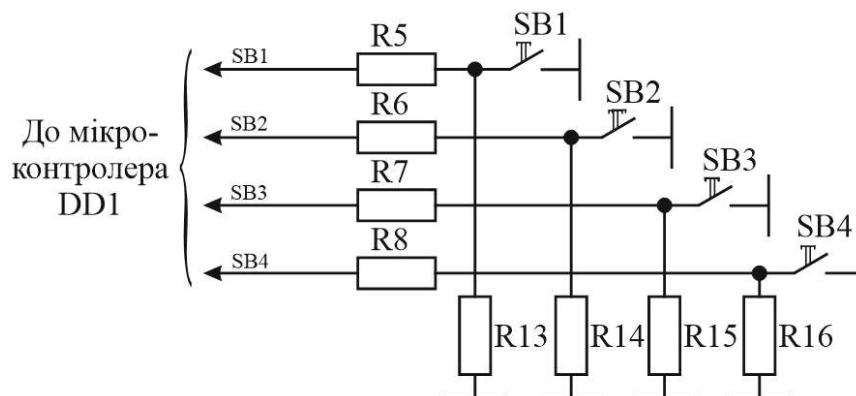 SB1
R5
SB1
SB2
R6
SB2
До мікро-
контролера
DD1
SB3
R7
SB3
SB4
R8
SB4
R13
R14
R15
R16